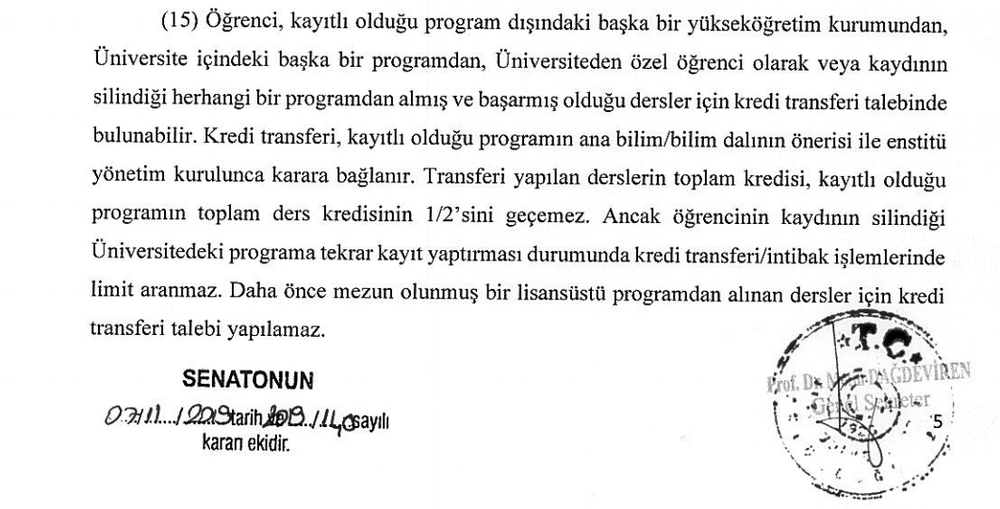 (15) Öğrenci, kayıtlı olduğu program dışındaki başka bir yükseköğretim kurumundan,
Üniversite içindeki başka bir programdan, Üniversiteden özel öğrenci olarak veya kaydının
silindiği herhangi bir programdan almış ve başarmış olduğu dersler için kredi transferi talebinde
bulunabilir. Kredi transferi, kayıtlı olduğu programın ana bilim/bilim dalının önerisi ile enstitü
yönetim kurulunca karara bağlanır. Transferi yapılan derslerin toplam kredisi, kayıtlı olduğu
programın toplam ders kredisinin 1/2’sini geçemez. Ancak öğrencinin kaydının silindiği
Üniversitedeki programa tekrar kayıt yaptırması durumunda kredi transferi/intibak işlemlerinde
limit aranmaz. Daha önce mezun olunmuş bir lisansüstü programdan alınan dersler için kredi
transferi talebi yapılamaz.
T.C.
Prof. Dr. DAĞDEVİREN
Genel Sekreter
5
SENATONUN
07/11/2019 tarih 2019/140 sayılı
kararı ekidir.